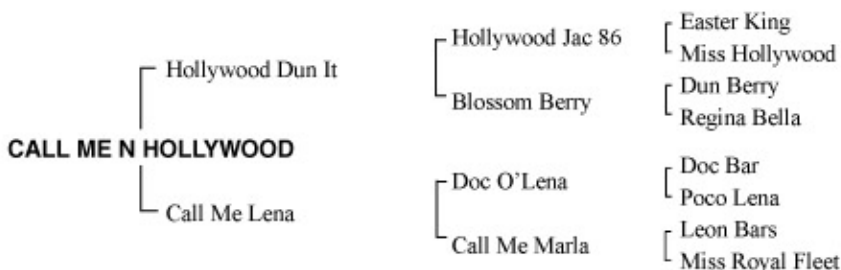 Easter King
Hollywood Jac 86
Miss Hollywood
Hollywood Dun It
Dun Berry
Blossom Berry
Regina Bella
CALL ME N HOLLYWOOD
Doc Bar
Doc O'Lena
Poco Lena
Call Me Lena
Leon Bars
Call Me Marla
Miss Royal Fleet